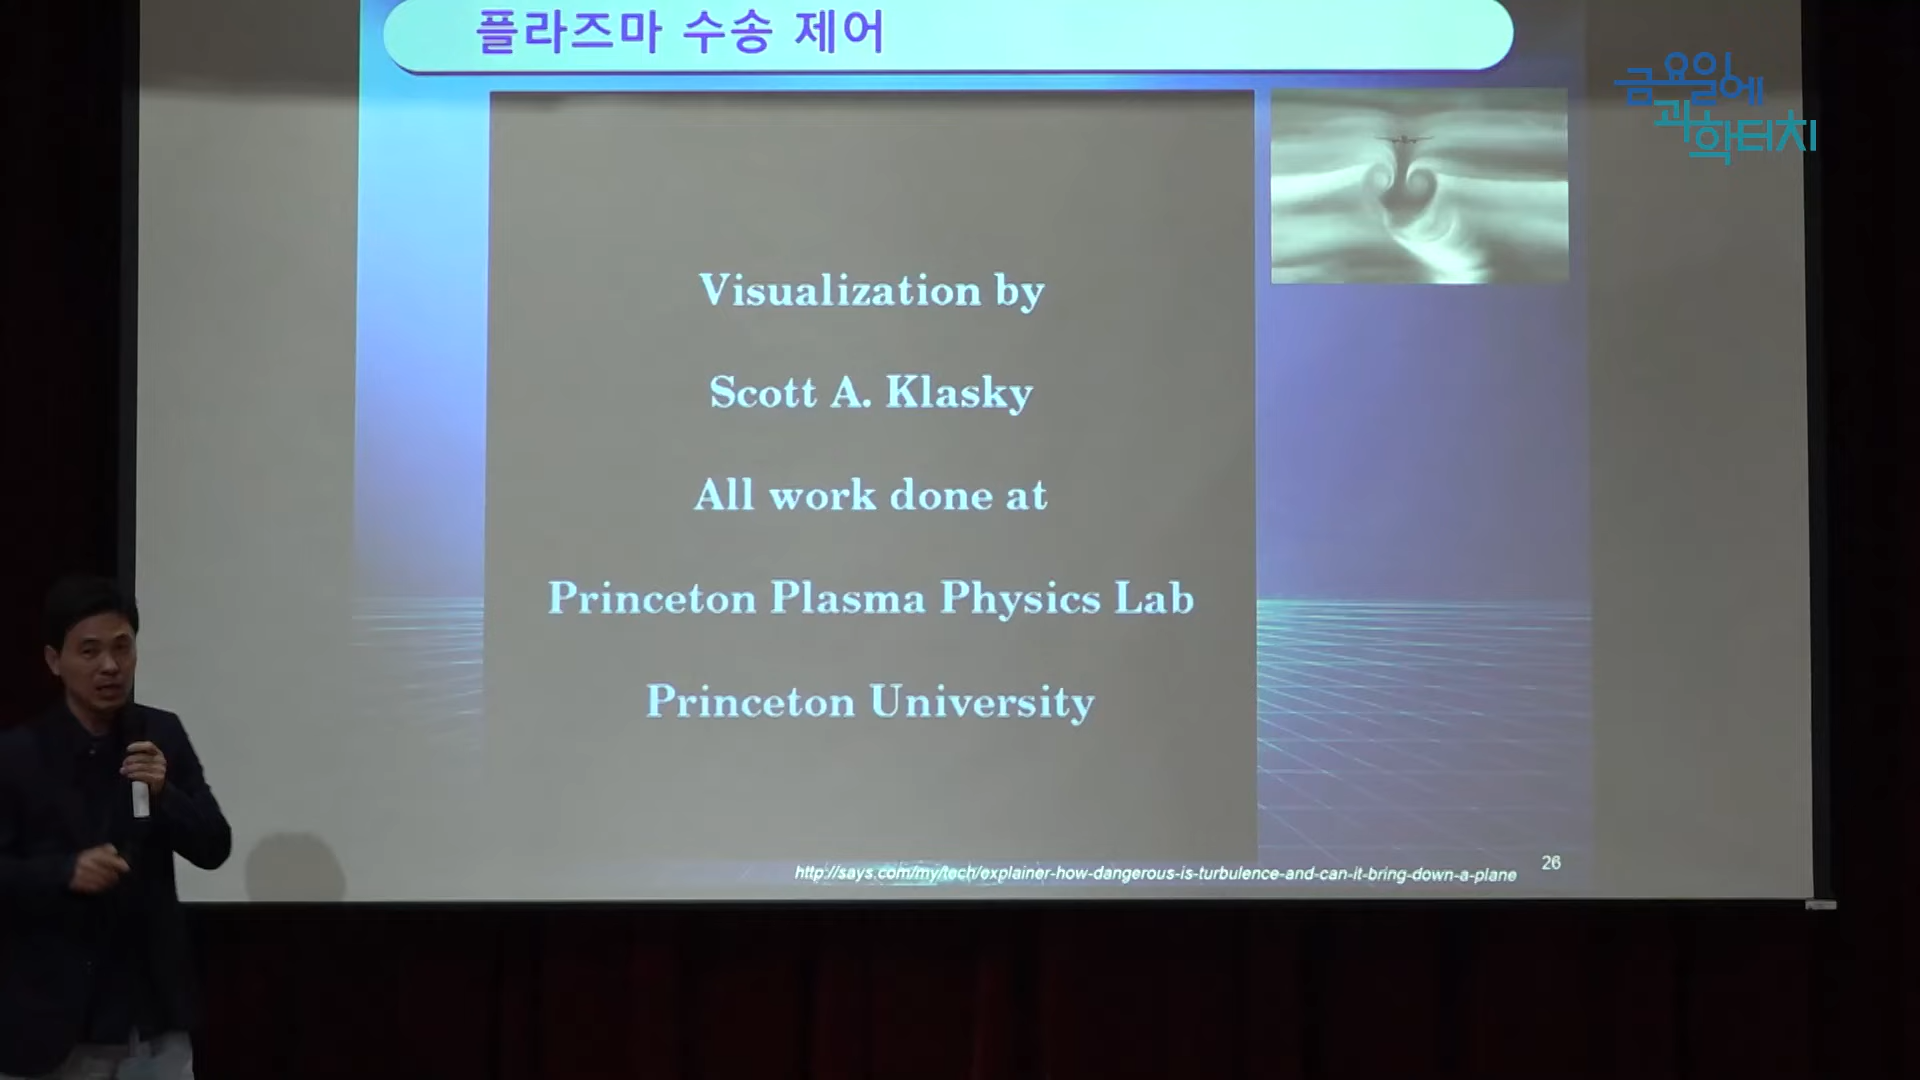 플라즈마 수송 제어
금요일에
과학터치
Visualization by
Scott A. Klasky
All work done at
Princeton Plasma Physics Lab
Princeton University
http://says.com/my/tech/explainer-how-dangerous-is-turbulence-and-can-it-bring-down-a-plane
26